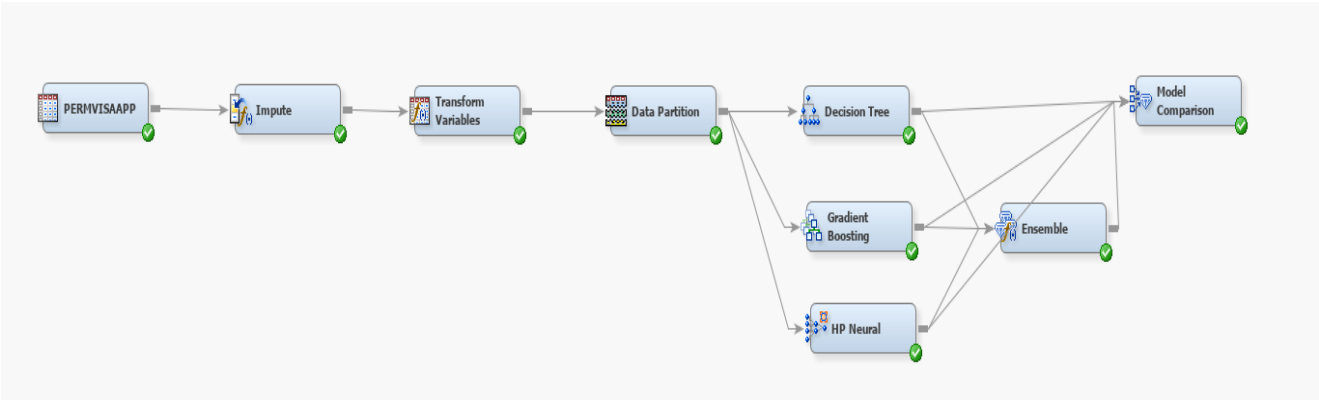 PERMVISAAPP
Impute
Transform
Variables
Data Partition
Decision Tree
Model
Comparison
Gradient
Boosting
Ensemble
HP Neural